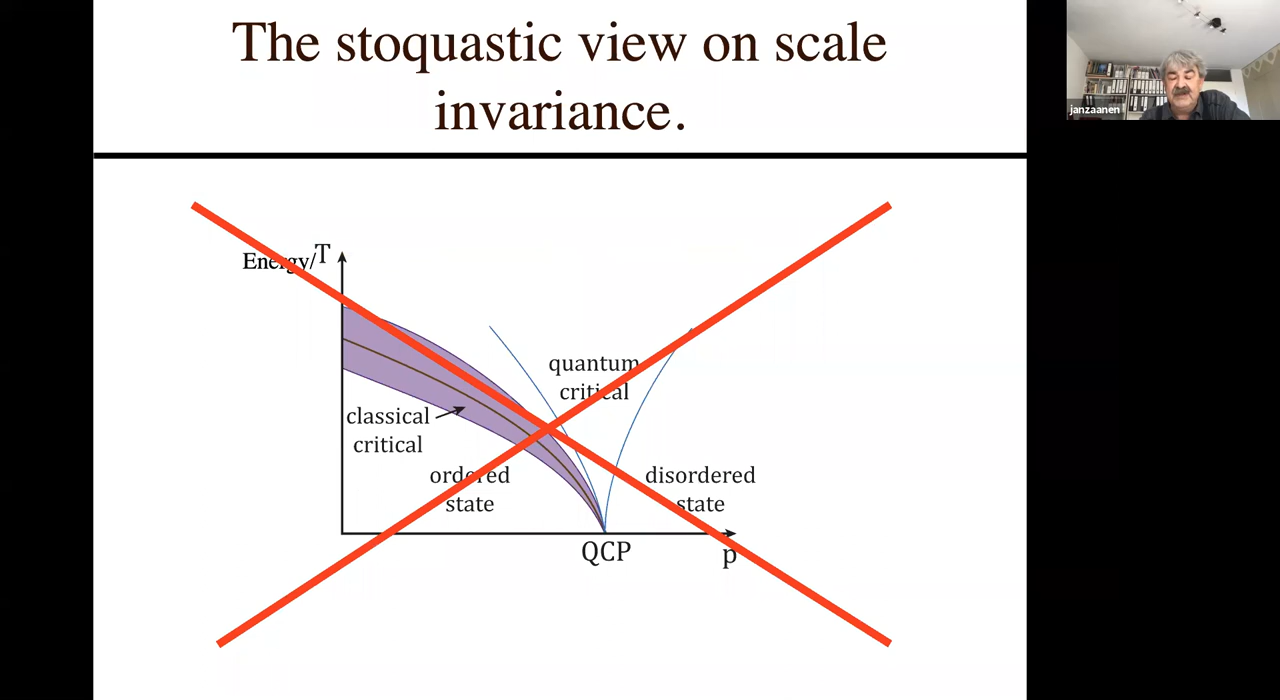 The stoquastic view on scale
invariance.
janzaanen
Energy/T
quantum
critical
classical
critical
ordered
state
disordered
state
QCP
p